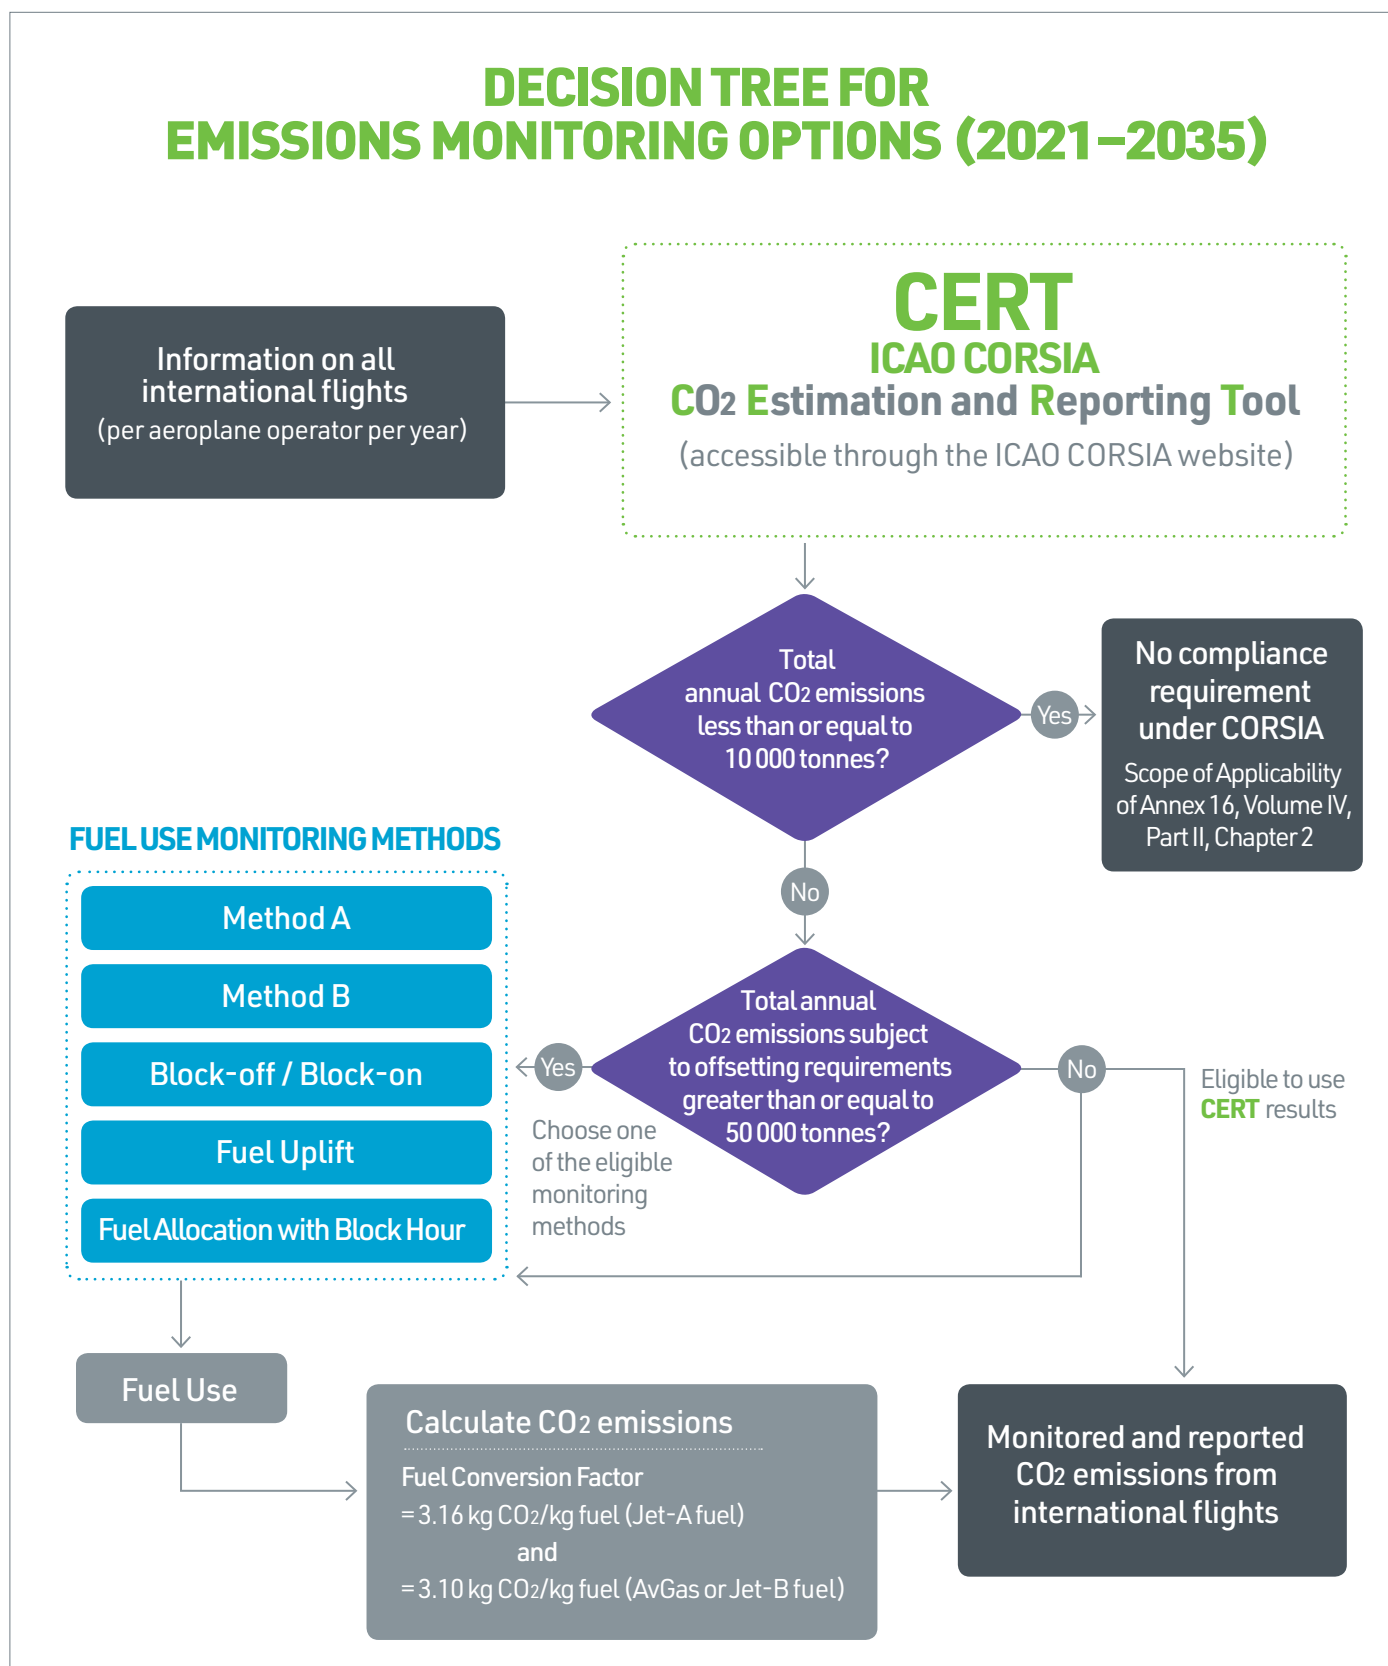 DECISION TREE FOR
EMISSIONS MONITORING OPTIONS (2021–2035)
Information on all
international flights
(per aeroplane operator per year)
CERT
ICAO CORSIA
CO2 Estimation and Reporting Tool
(accessible through the ICAO CORSIA website)
Total
annual CO2 emissions
less than or equal to
10 000 tonnes?
Yes
No compliance
requirement
under CORSIA
Scope of Applicability
of Annex 16, Volume IV,
Part II, Chapter 2
No
FUEL USE MONITORING METHODS
Method A
Method B
Block-off / Block-on
Fuel Uplift
Fuel Allocation with Block Hour
Total annual
CO2 emissions subject
to offsetting requirements
greater than or equal to
50 000 tonnes?
Yes
Choose one
of the eligible
monitoring
methods
No
Eligible to use
CERT results
Fuel Use
Calculate CO2 emissions
Fuel Conversion Factor
= 3.16 kg CO2/kg fuel (Jet-A fuel)
and
= 3.10 kg CO2/kg fuel (AvGas or Jet-B fuel)
Monitored and reported
CO2 emissions from
international flights